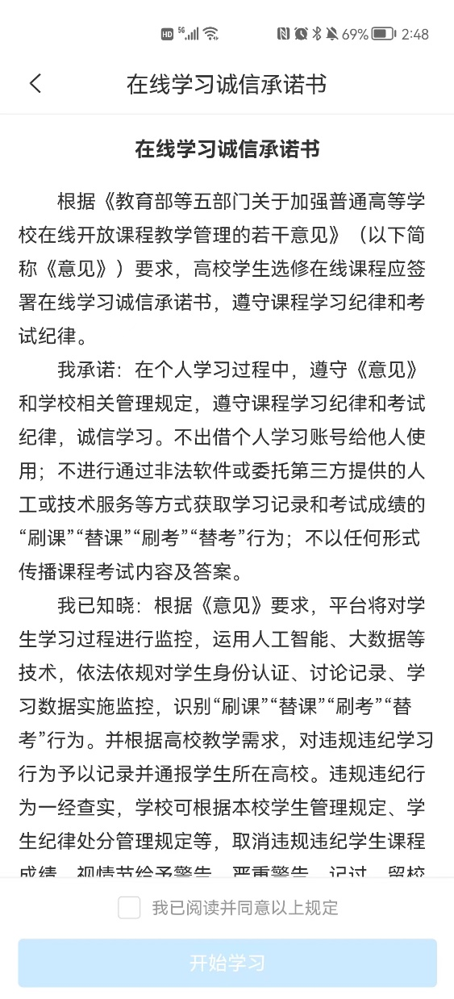 HD 5G 69% 2:48
在线学习诚信承诺书
在线学习诚信承诺书
根据《教育部等五部门关于加强普通高等学
校在线开放课程教学管理的若干意见》（以下简
称《意见》）要求，高校学生选修在线课程应签
署在线学习诚信承诺书，遵守课程学习纪律和考
试纪律。
我承诺：在个人学习过程中，遵守《意见》
和学校相关管理规定，遵守课程学习纪律和考试
纪律，诚信学习。不出借个人学习账号给他人使
用；不进行通过非法软件或委托第三方提供的人
工或技术服务等方式获取学习记录和考试成绩的
“刷课”“替课”“刷考”“替考”行为；不以任何形式
传播课程考试内容及答案。
我已知晓：根据《意见》要求，平台将对学
生学习过程进行监控，运用人工智能、大数据等
技术，依法依规对学生身份认证、讨论记录、学
习数据实施监控，识别“刷课”“替课”“刷考”“替
考”行为。并根据高校教学需求，对违规违纪学习
行为予以记录并通报学生所在高校。违规违纪行
为一经查实，学校可根据本校学生管理规定、学
生纪律处分管理规定等，取消违规违纪学生课程
成绩，视情节给予警告、严重警告、记过、留校
我已阅读并同意以上规定
开始学习